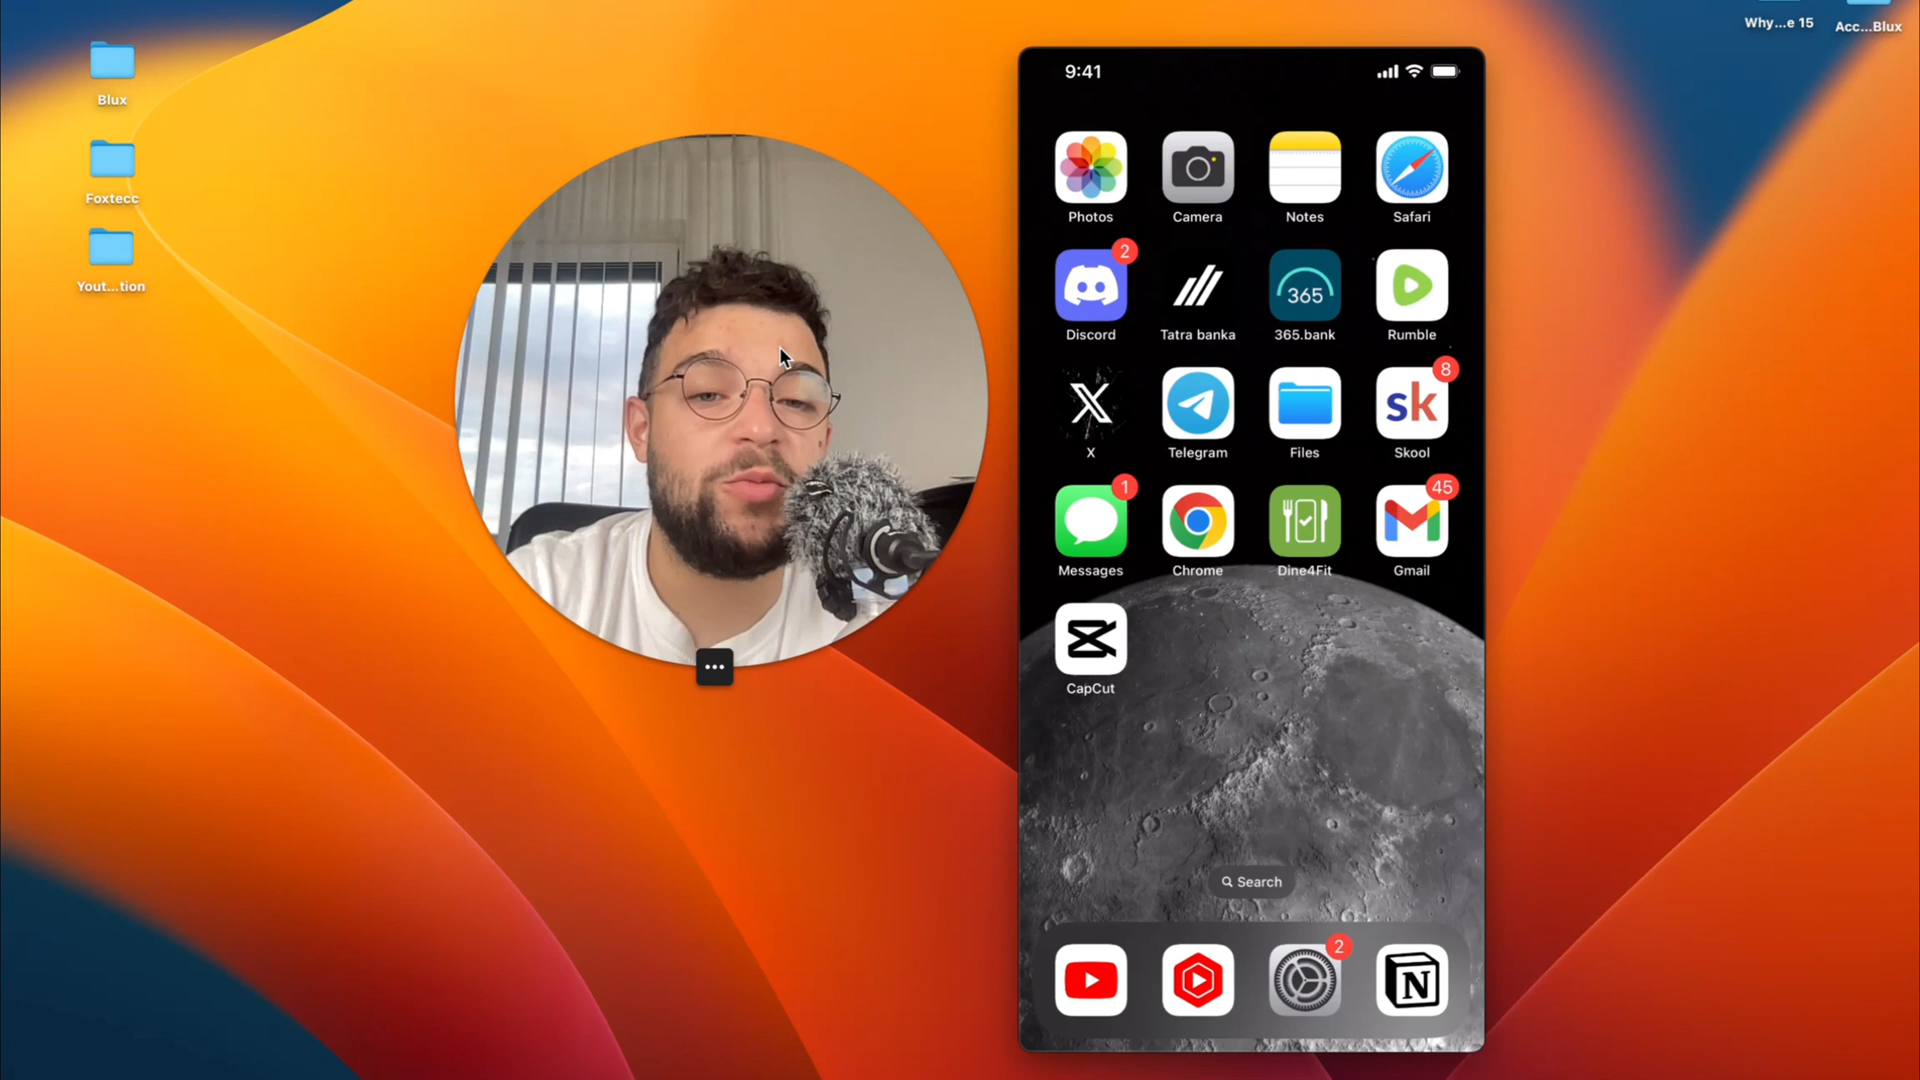 Why...e 15
Acc...Blux
Blux
Foxtecc
Yout...tion
9:41
Photos
Camera
Notes
Safari
2
365
Discord
Tatra banka
365.bank
Rumble
8
sk
X
Telegram
Files
Skool
1
45
Messages
Chrome
Dine4Fit
Gmail
CapCut
Search
2
N